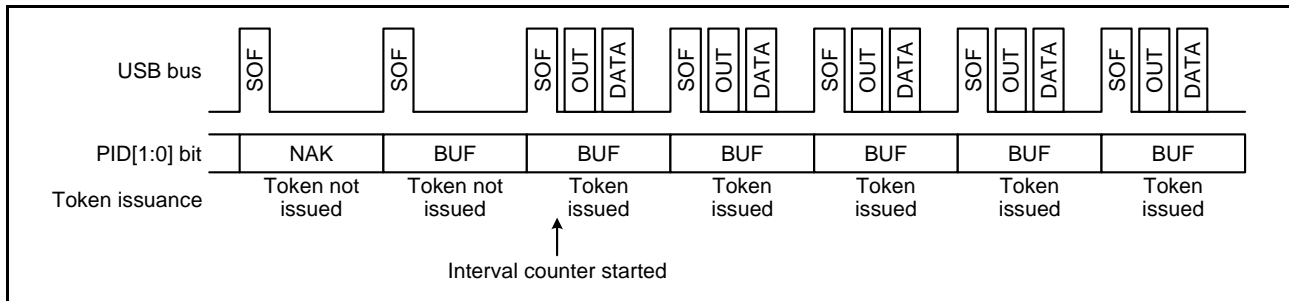 USB bus
SOF
SOF
SOF OUT DATA
SOF OUT DATA
SOF OUT DATA
SOF OUT DATA
SOF OUT DATA
PID[1:0] bit
NAK
BUF
BUF
BUF
BUF
BUF
BUF
Token issuance
Token not
issued
Token not
issued
Token
issued
Token
issued
Token
issued
Token
issued
Token
issued
Interval counter started